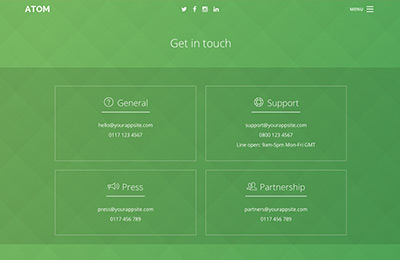 ATOM
MENU
Get in touch
General
hello@yourappsite.com
0117 123 4567
Support
support@yourappsite.com
0800 123 4567
Line open: 9am-5pm Mon-Fri GMT
Press
press@yourappsite.com
0117 456 789
Partnership
partners@yourappsite.com
0117 456 789